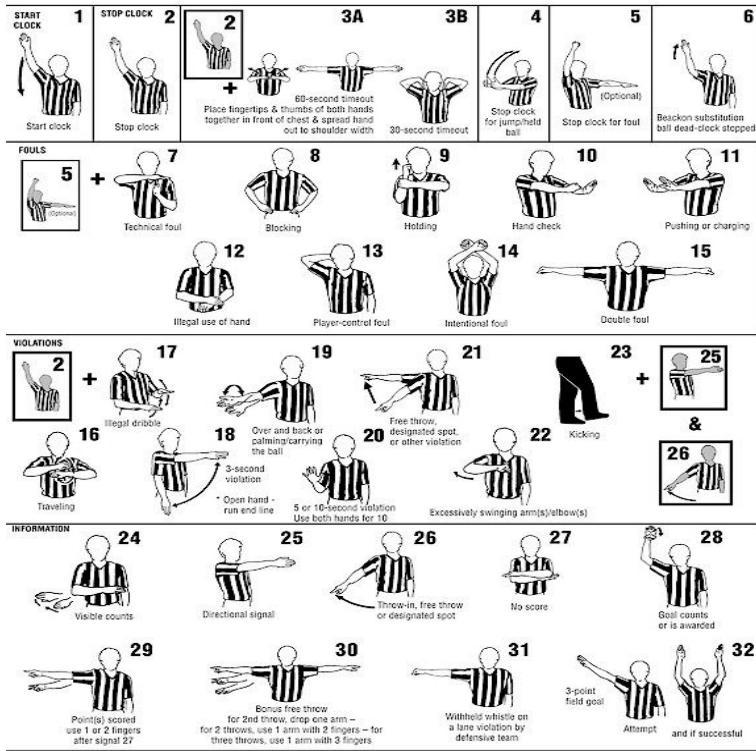 START
CLOCK
1
Start clock
STOP CLOCK
2
Stop clock
2
+
3A
60-second timeout
Place fingertips & thumbs of both hands
together in front of chest & spread hand
out to shoulder width
3B
30-second timeout
4
Stop clock
for jump/held
ball
5
(Optional)
Stop clock for foul
6
Beackon substitution
ball dead-clock stopped
FOULS
5
(Optional)
+
7
Technical foul
8
Blocking
9
Holding
10
Hand check
11
Pushing or charging
12
Illegal use of hand
13
Player-control foul
14
Intentional foul
15
Double foul
VIOLATIONS
2
+
17
Illegal dribble
19
Over and back or
palming/carrying
the ball
21
Free throw,
designated spot,
or other violation
23
Kicking
+
25
&
26
16
Traveling
18
3-second
violation
* Open hand -
run end line
20
5 or 10-second violation
Use both hands for 10
22
Excessively swinging arm(s)/elbow(s)
INFORMATION
24
Visible counts
25
Directional signal
26
Throw-in, free throw
or designated spot
27
No score
28
Goal counts
or is awarded
29
Point(s) scored
use 1 or 2 fingers
after signal 27
30
Bonus free throw
for 2nd throw, drop one arm –
for 2 throws, use 1 arm with 2 fingers – for
three throws, use 1 arm with 3 fingers
31
Withheld whistle on
a lane violation by
defensive team
32
3-point
field goal
Attempt
and if successful